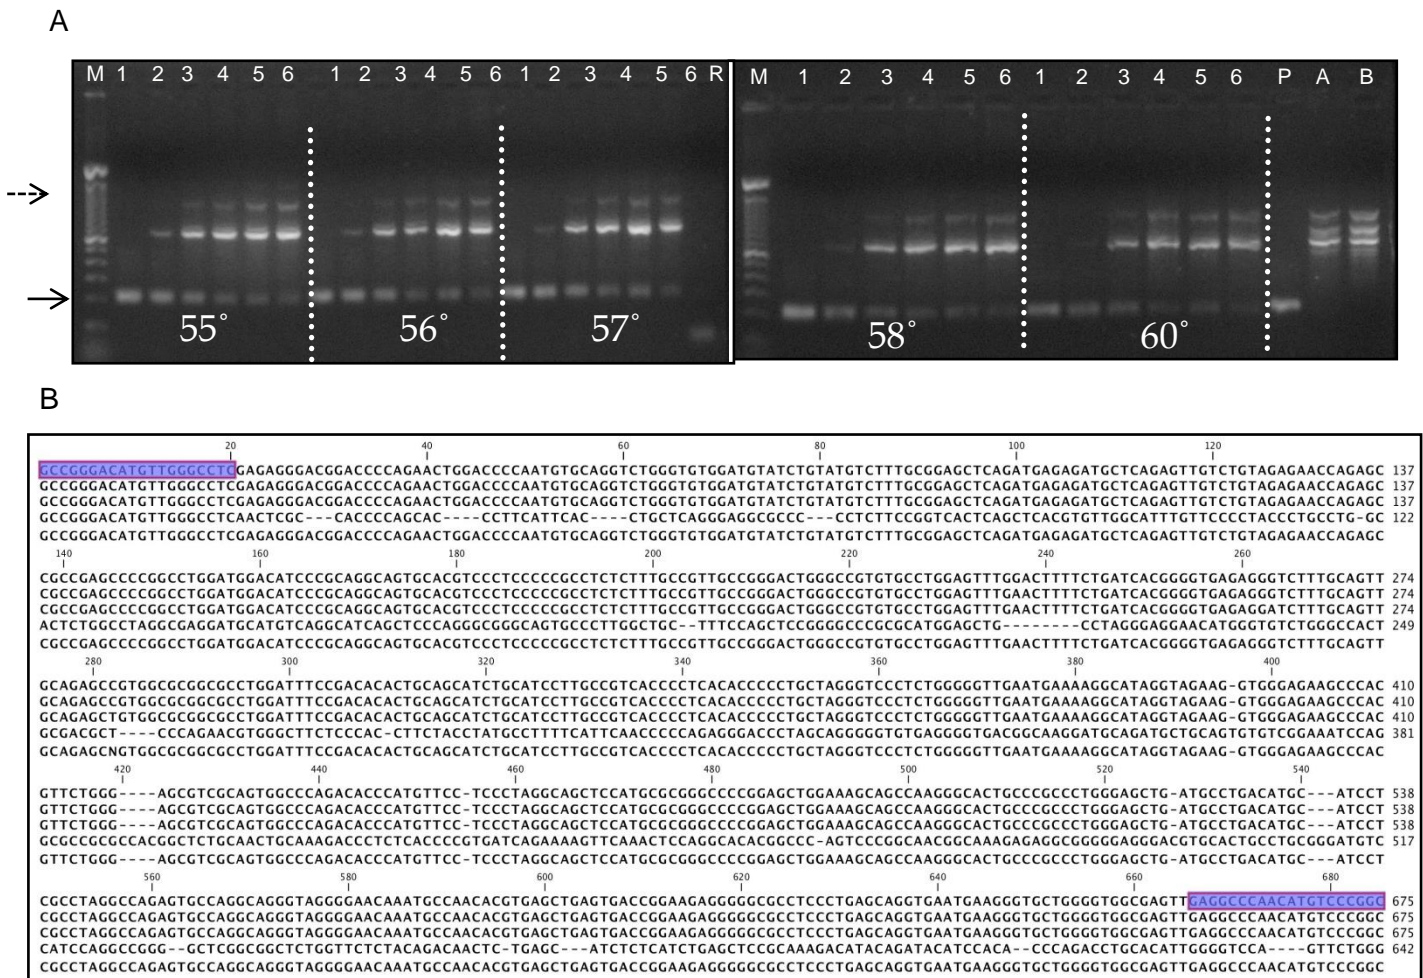 A
M 1 2 3 4 5 6 1 2 3 4 5 6 1 2 3 4 5 6 R M 1 2 3 4 5 6 1 2 3 4 5 6 P A B
55° 56° 57° 58° 60°
B
20 40 60 80 100 120
GCCGGGACATGTTGGGCCTCGAGAGGGACGGACCCCAGAACTGGACCCCAATGTGCAGGTCTGGGTGTGGATGTATCTGTATGTCTTTGCGGAGCTCAGATGAGAGATGCTCAGAGTTGTCTGTAGAGAACCAGAGC 137
GCCGGGACATGTTGGGCCTCGAGAGGGACGGACCCCAGAACTGGACCCCAATGTGCAGGTCTGGGTGTGGATGTATCTGTATGTCTTTGCGGAGCTCAGATGAGAGATGCTCAGAGTTGTCTGTAGAGAACCAGAGC 137
GCCGGGACATGTTGGGCCTCGAGAGGGACGGACCCCAGAACTGGACCCCAATGTGCAGGTCTGGGTGTGGATGTATCTGTATGTCTTTGCGGAGCTCAGATGAGAGATGCTCAGAGTTGTCTGTAGAGAACCAGAGC 137
GCCGGGACATGTTGGGCCTCAACTCGC---CACCCCAGCAC----CCTTCATTCAC----CTGCTCAGGGAGGCGCCC---CCTCTTCCGGTCACTCAGCTCACGTGTTGGCATTTGTTCCCCTACCCTGCCTG-GC 122
GCCGGGACATGTTGGGCCTCGAGAGGGACGGACCCCAGAACTGGACCCCAATGTGCAGGTCTGGGTGTGGATGTATCTGTATGTCTTTGCGGAGCTCAGATGAGAGATGCTCAGAGTTGTCTGTAGAGAACCAGAGC
140 160 180 200 220 240 260
CGCCGAGCCCCGGCCTGGATGGACATCCCGCAGGCAGTGCACGTCCCTCCCCCGCCTCTCTTTGCCGTTGCCGGGACTGGGCCGTGTGCCTGGAGTTTGGACTTTTCTGATCACGGGGTGAGAGGGTCTTTGCAGTT 274
CGCCGAGCCCCGGCCTGGATGGACATCCCGCAGGCAGTGCACGTCCCTCCCCCGCCTCTCTTTGCCGTTGCCGGGACTGGGCCGTGTGCCTGGAGTTTGAACTTTTCTGATCACGGGGTGAGAGGGTCTTTGCAGTT 274
CGCCGAGCCCCGGCCTGGATGGACATCCCGCAGGCAGTGCACGTCCCTCCCCCGCCTCTCTTTGCCGTTGCCGGGACTGGGCCGTGTGCCTGGAGTTTGAACTTTTCTGATCACGGGGTGAGAGGATCTTTGCAGTT 274
ACTCTGGCCTAGGCGAGGATGCATGTCAGGCATCAGCTCCCAGGGCGGGCAGTGCCCTTGGCTGC--TTTCCAGCTCCGGGGCCCGCGCATGGAGCTG--------CCTAGGGAGGAACATGGGTGTCTGGGCCACT 249
CGCCGAGCCCCGGCCTGGATGGACATCCCGCAGGCAGTGCACGTCCCTCCCCCGCCTCTCTTTGCCGTTGCCGGGACTGGGCCGTGTGCCTGGAGTTTGAACTTTTCTGATCACGGGGTGAGAGGGTCTTTGCAGTT
280 300 320 340 360 380 400
GCAGAGCCGTGGCGCGGCGCCTGGATTTCCGACACACTGCAGCATCTGCATCCTTGCCGTCACCCCTCACACCCCCTGCTAGGGTCCCTCTGGGGGTTGAATGAAAAGGCATAGGTAGAAG-GTGGGAGAAGCCCAC 410
GCAGAGCCGTGGCGCGGCGCCTGGATTTCCGACACACTGCAGCATCTGCATCCTTGCCGTCACCCCTCACACCCCCTGCTAGGGTCCCTCTGGGGGTTGAATGAAAAGGCATAGGTAGAAG-GTGGGAGAAGCCCAC 410
GCAGAGCTGTGGCGCGGCGCCTGGATTTCCGACACACTGCAGCATCTGCATCCTTGCCGTCACCCCTCACACCCCCTGCTAGGGTCCCTCTGGGGGTTGAATGAAAAGGCATAGGTAGAAG-GTGGGAGAAGCCCAC 410
GCGACGCT----CCCAGAACGTGGGCTTCTCCCAC-CTTCTACCTATGCCTTTTCATTCAACCCCCAGAGGGACCCTAGCAGGGGGTGTGAGGGGTGACGGCAAGGATGCAGATGCTGCAGTGTGTCGGAAATCCAG 381
GCAGAGCNGTGGCGCGGCGCCTGGATTTCCGACACACTGCAGCATCTGCATCCTTGCCGTCACCCCTCACACCCCCTGCTAGGGTCCCTCTGGGGGTTGAATGAAAAGGCATAGGTAGAAG-GTGGGAGAAGCCCAC
420 440 460 480 500 520 540
GTTCTGGG----AGCGTCGCAGTGGCCCAGACACCCATGTTCC-TCCCTAGGCAGCTCCATGCGCGGGCCCCGGAGCTGGAAAGCAGCCAAGGGCACTGCCCGCCCTGGGAGCTG-ATGCCTGACATGC---ATCCT 538
GTTCTGGG----AGCGTCGCAGTGGCCCAGACACCCATGTTCC-TCCCTAGGCAGCTCCATGCGCGGGCCCCGGAGCTGGAAAGCAGCCAAGGGCACTGCCCGCCCTGGGAGCTG-ATGCCTGACATGC---ATCCT 538
GTTCTGGG----AGCGTCGCAGTGGCCCAGACACCCATGTTCC-TCCCTAGGCAGCTCCATGCGCGGGCCCCGGAGCTGGAAAGCAGCCAAGGGCACTGCCCGCCCTGGGAGCTG-ATGCCTGACATGC---ATCCT 538
GCGCCGCGCCACGGCTCTGCAACTGCAAAGACCCTCTCACCCCGTGATCAGAAAAGTTCAAACTCCAGGCACACGGCCC-AGTCCCGGCAACGGCAAAGAGAGGCGGGGGAGGGACGTGCACTGCCTGCGGGATGTC 517
GTTCTGGG----AGCGTCGCAGTGGCCCAGACACCCATGTTCC-TCCCTAGGCAGCTCCATGCGCGGGCCCCGGAGCTGGAAAGCAGCCAAGGGCACTGCCCGCCCTGGGAGCTG-ATGCCTGACATGC---ATCCT
560 580 600 620 640 660 680
CGCCTAGGCCAGAGTGCCAGGCAGGGTAGGGGAACAAATGCCAACACGTGAGCTGAGTGACCGGAAGAGGGGGCGCCTCCCTGAGCAGGTGAATGAAGGGTGCTGGGGTGGCGAGTTGAGGCCCAACATGTCCCGGC 675
CGCCTAGGCCAGAGTGCCAGGCAGGGTAGGGGAACAAATGCCAACACGTGAGCTGAGTGACCGGAAGAGGGGGCGCCTCCCTGAGCAGGTGAATGAAGGGTGCTGGGGTGGCGAGTTGAGGCCCAACATGTCCCGGC 675
CGCCTAGGCCAGAGTGCCAGGCAGGGTAGGGGAACAAATGCCAACACGTGAGCTGAGTGACCGGAAGAGGGGGCGCCTCCCTGAGCAGGTGAATGAAGGGTGCTGGGGTGGCGAGTTGAGGCCCAACATGTCCCGGC 675
CATCCAGGCCGGG--GCTCGGCGGCTCTGGTTCTCTACAGACAACTC-TGAGC---ATCTCTCATCTGAGCTCCGCAAAGACATACAGATACATCCACA--CCCAGACCTGCACATTGGGGTCCA----GTTCTGGG 642
CGCCTAGGCCAGAGTGCCAGGCAGGGTAGGGGAACAAATGCCAACACGTGAGCTGAGTGACCGGAAGAGGGGGCGCCTCCCTGAGCAGGTGAATGAAGGGTGCTGGGGTGGCGAGTTGAGGCCCAACATGTCCCGGC